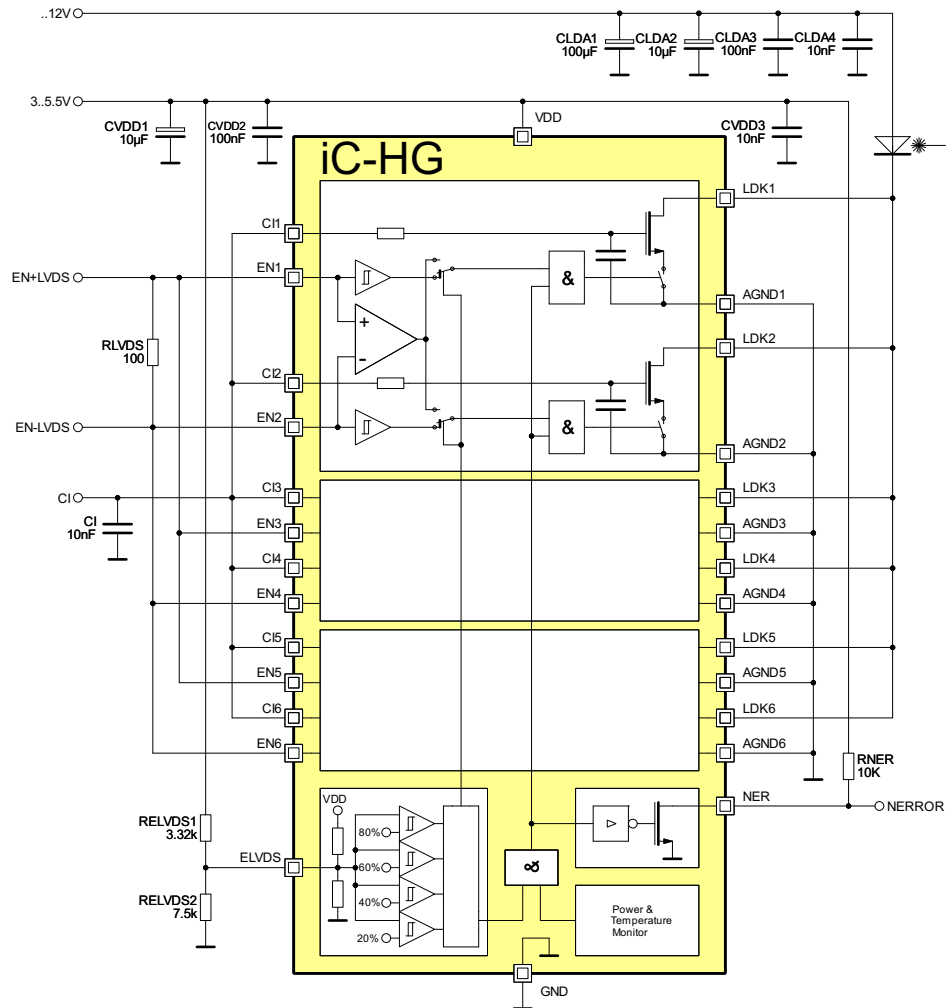 ..12V
CLDA1
100µF
CLDA2
10µF
CLDA3
100nF
CLDA4
10nF
3..5.5V
CVDD1
10µF
CVDD2
100nF
VDD
CVDD3
10nF
iC-HG
LDK1
CI1
EN+LVDS
EN1
&
AGND1
RLVDS
100
+
-
LDK2
CI2
EN-LVDS
EN2
&
AGND2
CI
CI
10nF
CI3
LDK3
EN3
AGND3
CI4
LDK4
EN4
AGND4
CI5
LDK5
EN5
AGND5
CI6
LDK6
EN6
AGND6
RNER
10K
VDD
NER
NERROR
RELVDS1
3.32k
80%
ELVDS
60%
&
RELVDS2
7.5k
40%
20%
Power &
Temperature
Monitor
GND